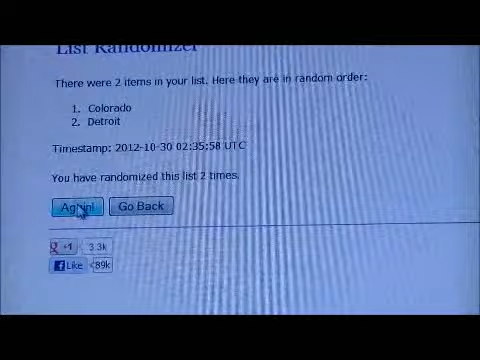 List Randomizer
There were 2 items in your list. Here they are in random order:
1. Colorado
2. Detroit
Timestamp: 2012-10-30 02:35:58 UTC
You have randomized this list 2 times.
Again! Go Back
+1 3.3k
Like 89k